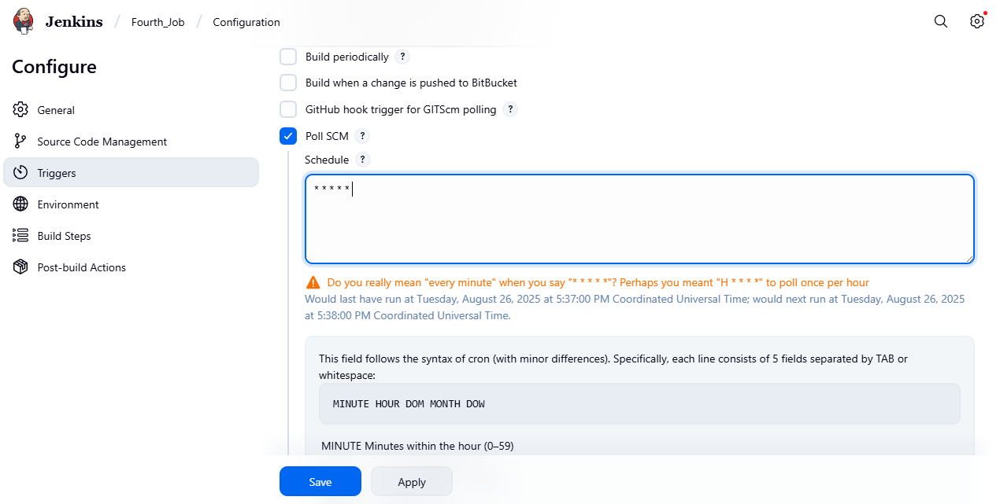 Jenkins / Fourth_Job / Configuration
Configure
General
Source Code Management
Triggers
Environment
Build Steps
Post-build Actions
Build periodically ?
Build when a change is pushed to BitBucket
GitHub hook trigger for GITScm polling ?
Poll SCM ?
Schedule ?
* * * * *
Do you really mean "every minute" when you say "* * * * *"? Perhaps you meant "H * * * *" to poll once per hour
Would last have run at Tuesday, August 26, 2025 at 5:37:00 PM Coordinated Universal Time; would next run at Tuesday, August 26, 2025
at 5:38:00 PM Coordinated Universal Time.
This field follows the syntax of cron (with minor differences). Specifically, each line consists of 5 fields separated by TAB or
whitespace:
MINUTE HOUR DOM MONTH DOW
MINUTE Minutes within the hour (0–59)
Save Apply